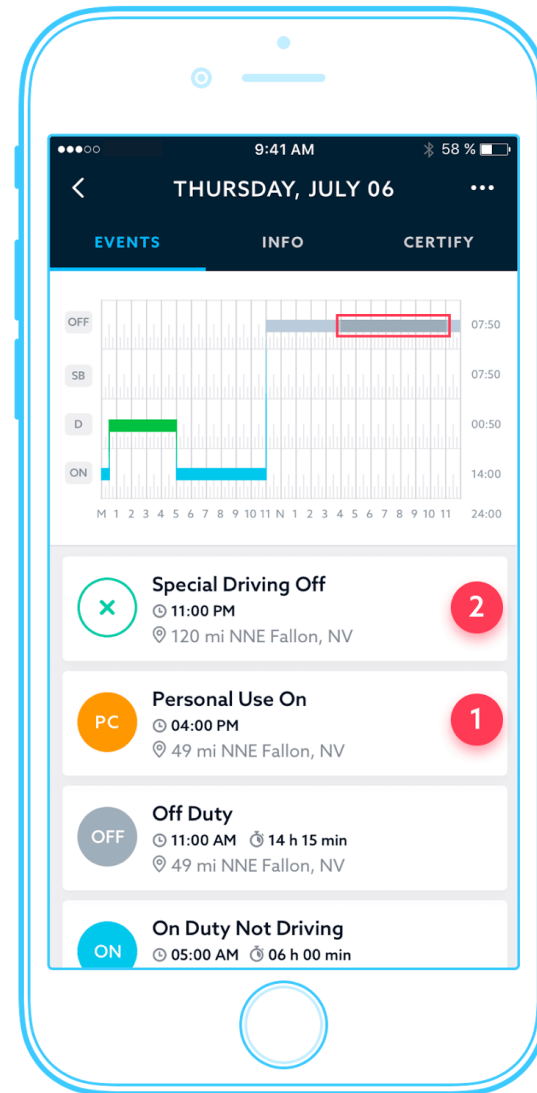 9:41 AM
58 %
THURSDAY, JULY 06
EVENTS INFO CERTIFY
OFF 07:50
SB 07:50
D 00:50
ON 14:00
M 1 2 3 4 5 6 7 8 9 10 11 N 1 2 3 4 5 6 7 8 9 10 11 24:00
Special Driving Off
11:00 PM
120 mi NNE Fallon, NV
2
PC
Personal Use On
04:00 PM
49 mi NNE Fallon, NV
1
OFF
Off Duty
11:00 AM 14 h 15 min
49 mi NNE Fallon, NV
ON
On Duty Not Driving
05:00 AM 06 h 00 min